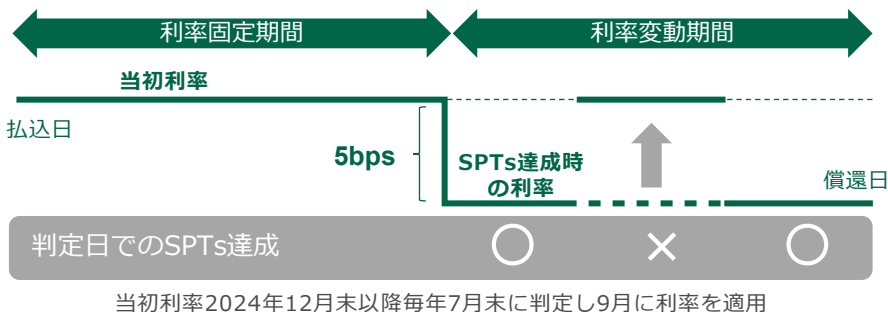 利率固定期間
利率変動期間
当初利率
払込日
5bps
SPTs達成時
の利率
償還日
判定日でのSPTs達成
〇 × 〇
当初利率2024年12月末以降毎年7月末に判定し9月に利率を適用